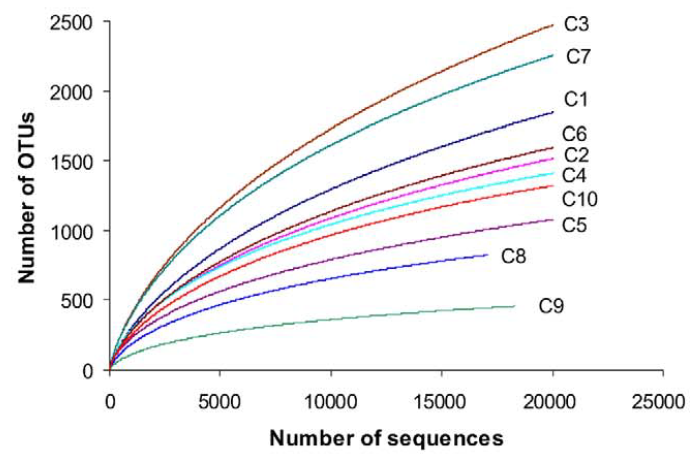 2500
2000
1500
1000
500
0
Number of OTUs
C3
C7
C1
C6
C2
C4
C10
C5
C8
C9
0 5000 10000 15000 20000 25000
Number of sequences